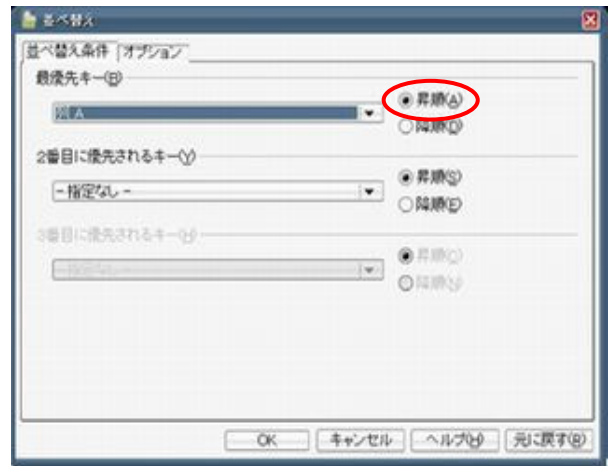 並べ替え
並べ替え条件 オプション
最優先キー(B)
列 A
昇順(A)
降順(D)
2番目に優先されるキー(Y)
- 指定なし -
昇順(S)
降順(E)
3番目に優先されるキー
- 指定なし -
昇順(C)
降順
OK キャンセル ヘルプ(H) 元に戻す(R)